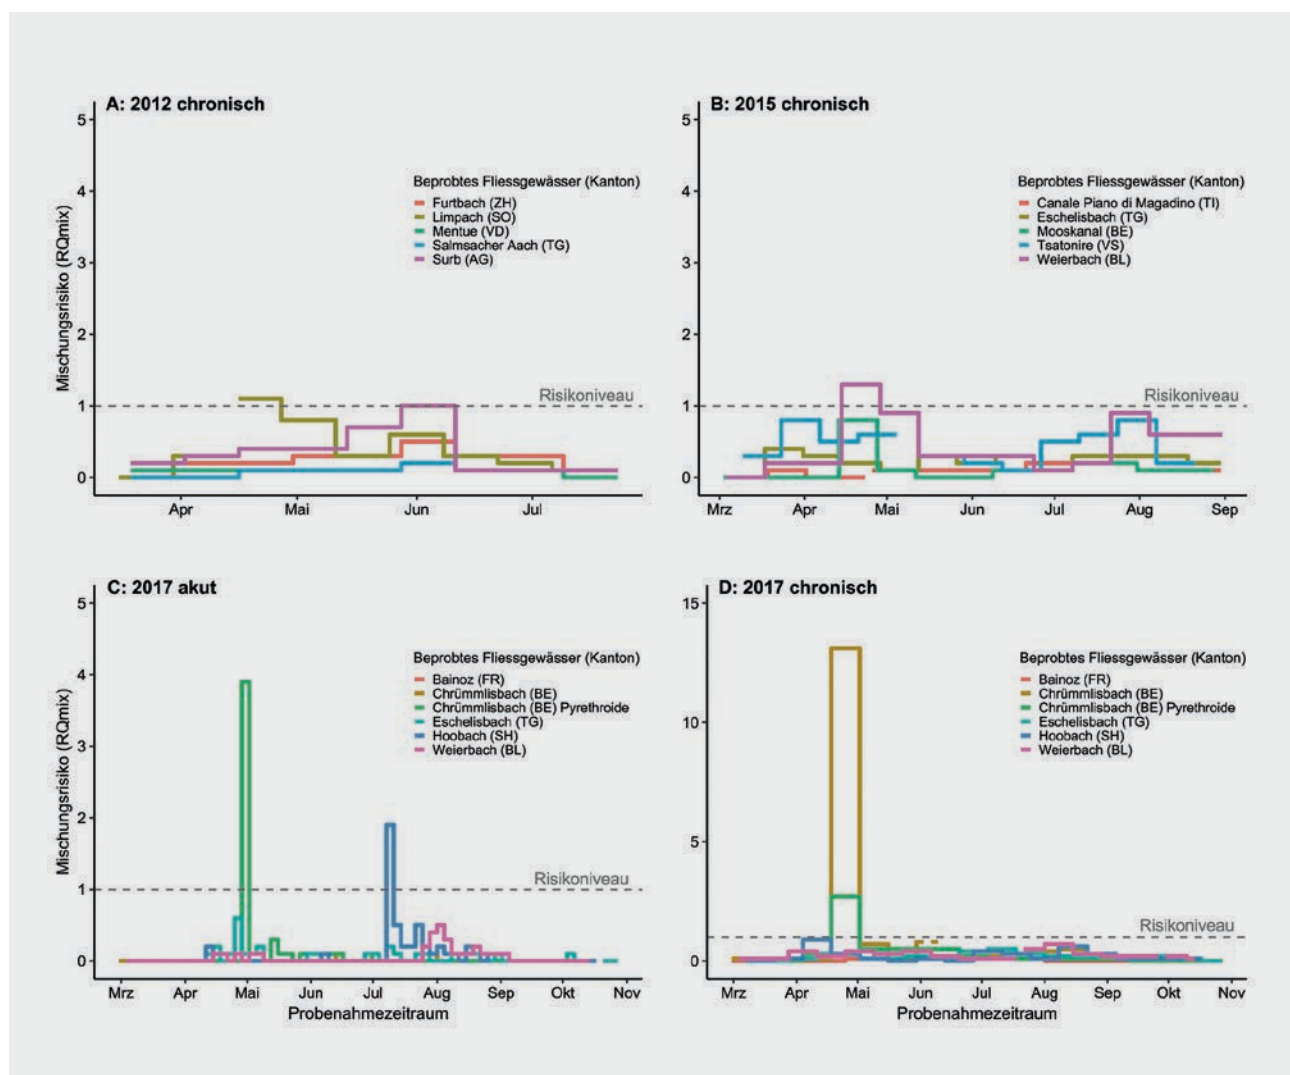 A: 2012 chronisch
Mischungsrisiko (RQmix)
5
4
3
2
1
0
Beprobtes Fliessgewässer (Kanton)
Furtbach (ZH)
Limpach (SO)
Mentue (VD)
Salmsacher Aach (TG)
Surb (AG)
Risikoniveau
Apr
Mai
Jun
Jul
B: 2015 chronisch
5
4
3
2
1
0
Beprobtes Fliessgewässer (Kanton)
Canale Piano di Magadino (TI)
Eschelisbach (TG)
Mooskanal (BE)
Tsatonire (VS)
Weierbach (BL)
Risikoniveau
Mrz
Apr
Mai
Jun
Jul
Aug
Sep
C: 2017 akut
Mischungsrisiko (RQmix)
5
4
3
2
1
0
Beprobtes Fliessgewässer (Kanton)
Bainoz (FR)
Chrümmlisbach (BE)
Chrümmlisbach (BE) Pyrethroide
Eschelisbach (TG)
Hoobach (SH)
Weierbach (BL)
Risikoniveau
Mrz
Apr
Mai
Jun
Jul
Aug
Sep
Okt
Nov
Probenahmezeitraum
D: 2017 chronisch
15
10
5
0
Beprobtes Fliessgewässer (Kanton)
Bainoz (FR)
Chrümmlisbach (BE)
Chrümmlisbach (BE) Pyrethroide
Eschelisbach (TG)
Hoobach (SH)
Weierbach (BL)
Risikoniveau
Mrz
Apr
Mai
Jun
Jul
Aug
Sep
Okt
Nov
Probenahmezeitraum